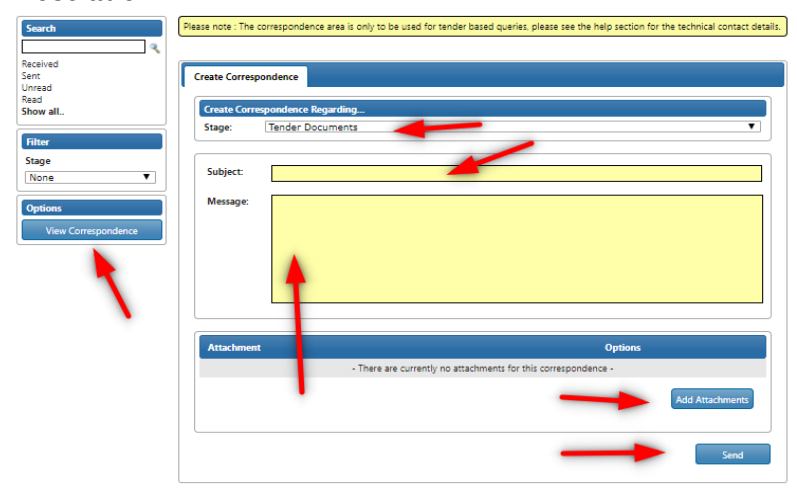 Please note : The correspondence area is only to be used for tender based queries, please see the help section for the technical contact details.
Search
Received
Sent
Unread
Read
Show all..
Filter
Stage
None
Options
View Correspondence
Create Correspondence
Create Correspondence Regarding...
Stage: Tender Documents
Subject:
Message:
Attachment Options
- There are currently no attachments for this correspondence -
Add Attachments
Send